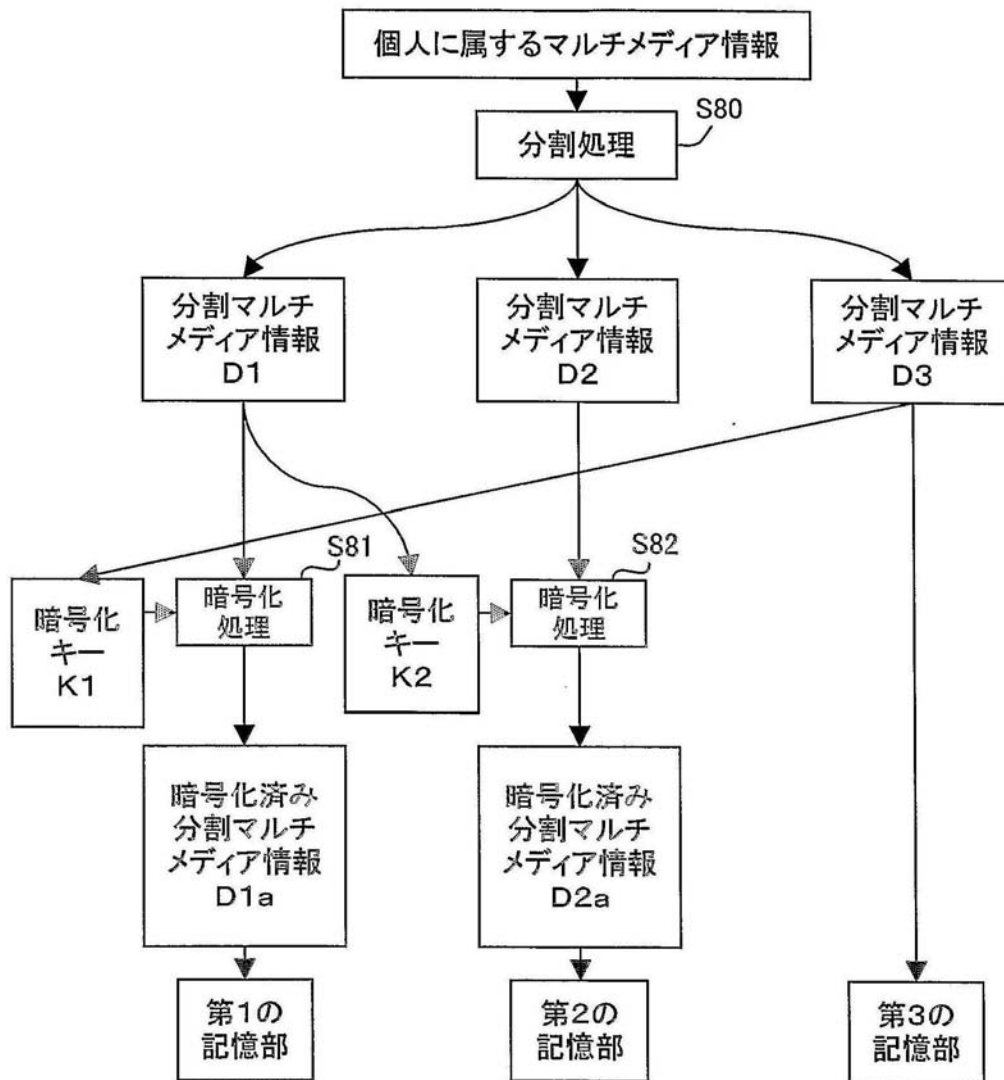 個人に属するマルチメディア情報
S80
分割処理
分割マルチ
メディア情報
D1
分割マルチ
メディア情報
D2
分割マルチ
メディア情報
D3
S81
S82
暗号化
キー
K1
暗号化
処理
暗号化
キー
K2
暗号化
処理
暗号化済み
分割マルチ
メディア情報
D1a
暗号化済み
分割マルチ
メディア情報
D2a
第1の
記憶部
第2の
記憶部
第3の
記憶部